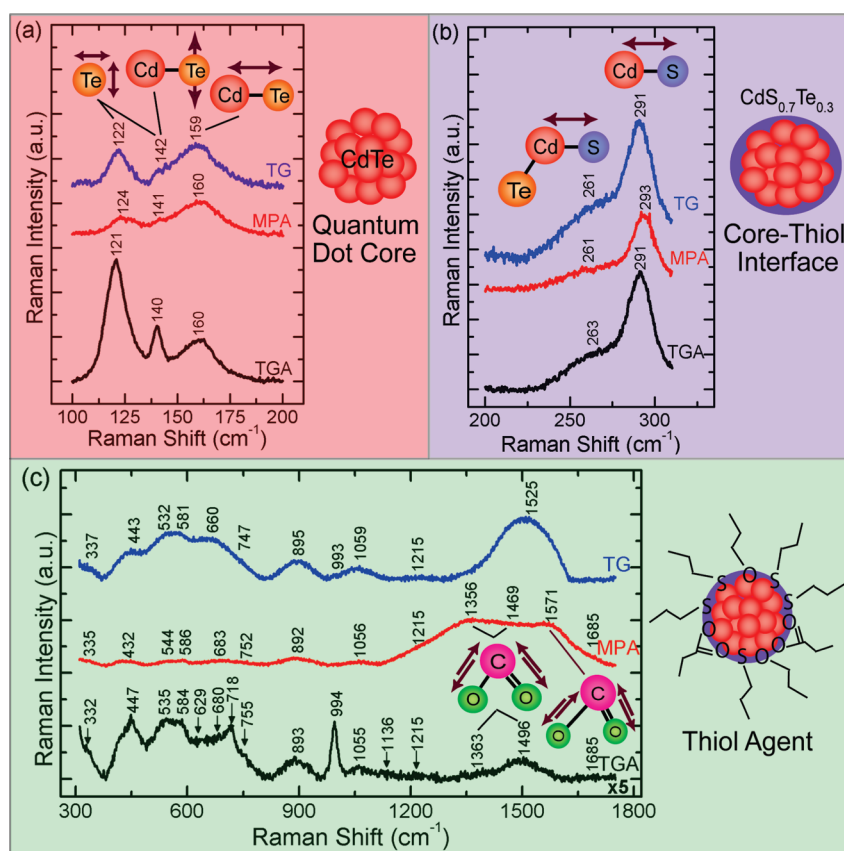 (a)
Te
Cd
Te
Cd
Te
122
142
159
TG
124
141
160
MPA
121
140
160
TGA
Raman Intensity (a.u.)
100 125 150 175 200
Raman Shift (cm⁻¹)
CdTe
Quantum
Dot Core
(b)
Cd
S
Cd
S
Te
291
261
TG
293
261
MPA
291
263
TGA
Raman Intensity (a.u.)
200 250 300
Raman Shift (cm⁻¹)
CdS0.7Te0.3
Core-Thiol
Interface
(c)
337 443 532 581 660 747 895 993 1059 1215 1525
TG
335 432 544 586 683 752 892 1056 1215 1356 1469 1571 1685
MPA
C
O
O
C
O
O
332 447 535 584 629 680 718 755 893 994 1055 1136 1215 1363 1496 1685
TGA
x5
Raman Intensity (a.u.)
300 600 900 1200 1500 1800
Raman Shift (cm⁻¹)
S
O
S
S
S
S
O
O
O
O
S
O
O
Thiol Agent